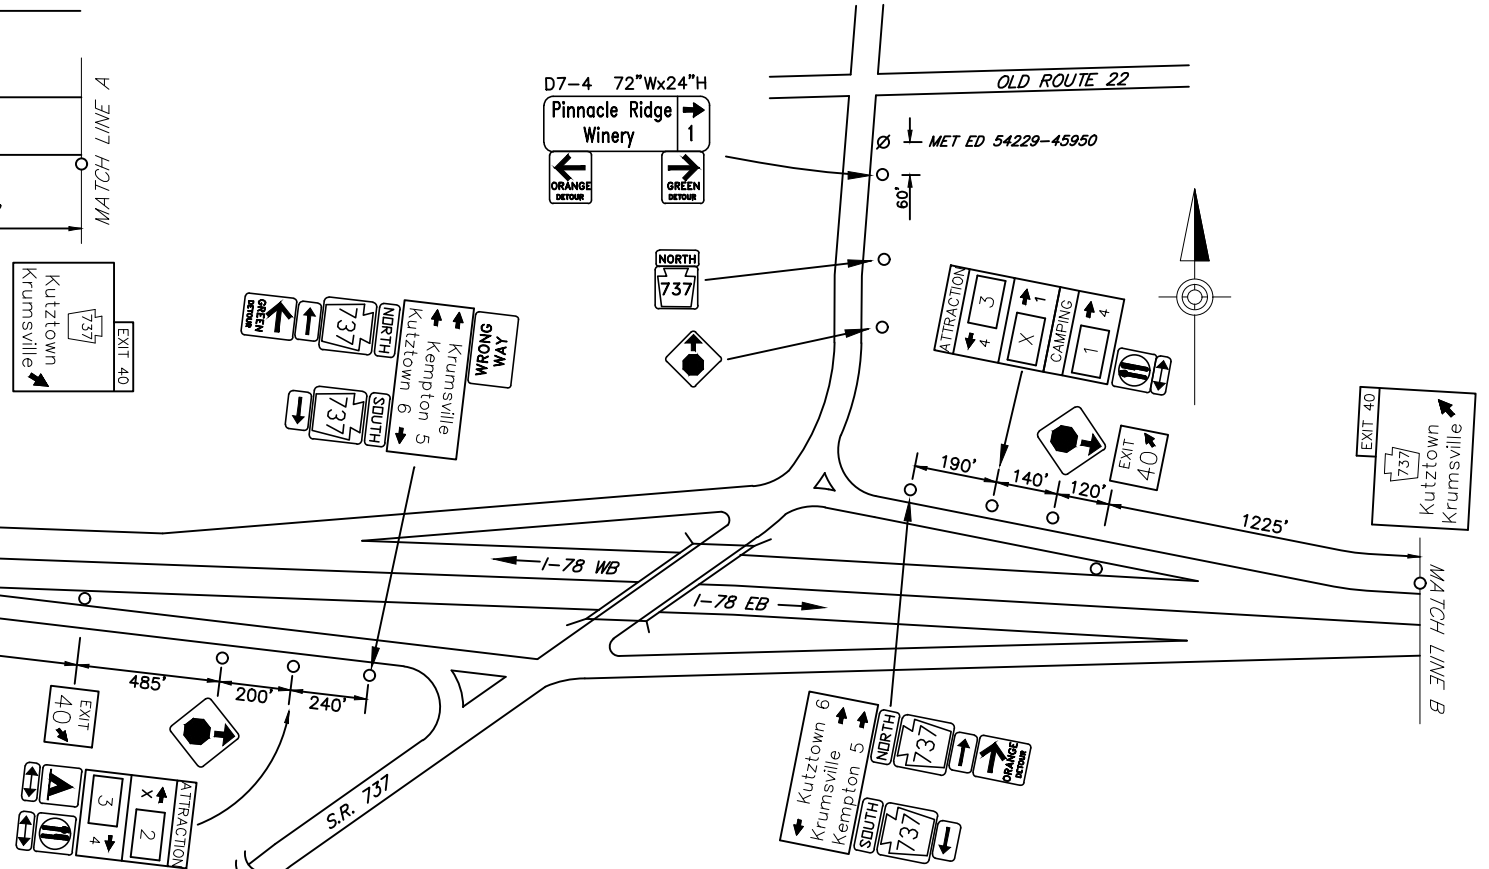 MATCH LINE A
D7-4 72"Wx24"H
Pinnacle Ridge
Winery
1
ORANGE
DETOUR
GREEN
DETOUR
OLD ROUTE 22
MET ED 54229-45950
60'
NORTH
737
Kutztown
Krumsville
737
EXIT 40
GREEN
DETOUR
737
NORTH
737
SOUTH
Krumsville
Kempton 5
Kutztown 6
WRONG
WAY
ATTRACTION
3
4
1
X
CAMPING
4
1
EXIT
40
190'
140'
120'
1225'
EXIT 40
737
Kutztown
Krumsville
MATCH LINE B
I-78 WB
I-78 EB
485'
200'
240'
EXIT
40
ATTRACTION
X
2
3
4
S.R. 737
Kutztown 6
Krumsville
Kempton 5
NORTH
737
ORANGE
DETOUR
SOUTH
737